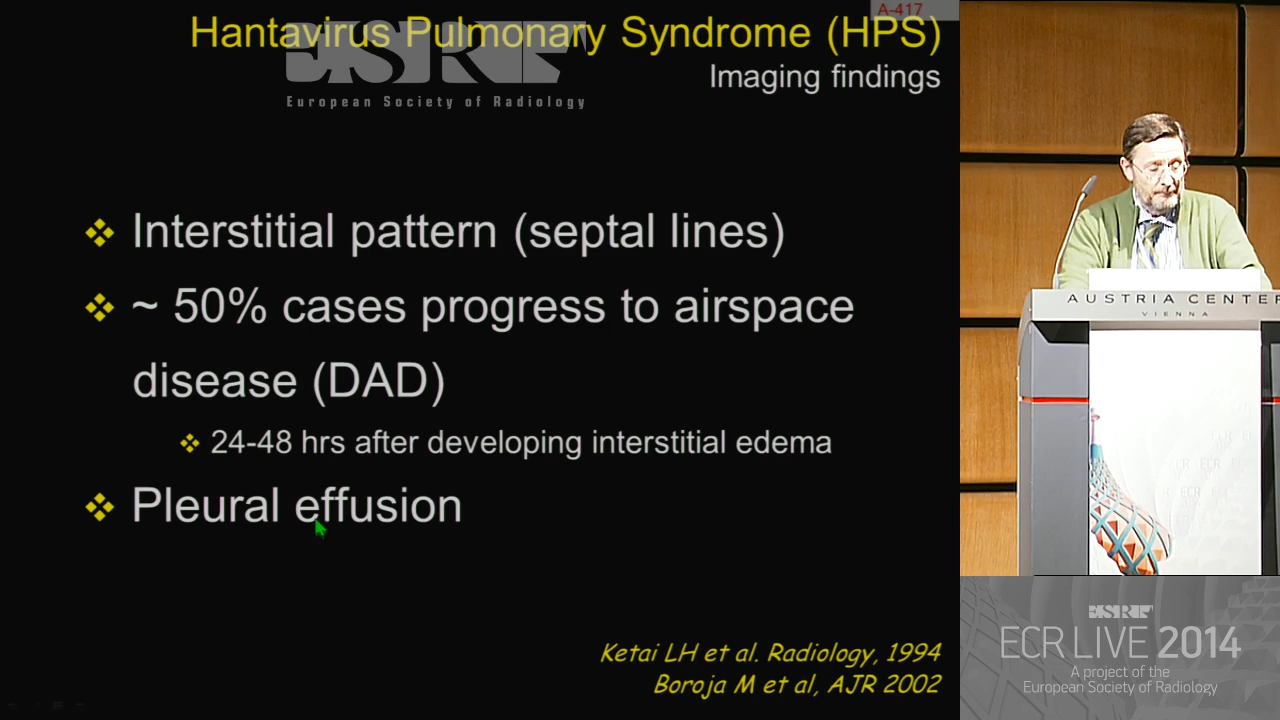 A-417
Hantavirus Pulmonary Syndrome (HPS)
Imaging findings
ESR
European Society of Radiology
❖ Interstitial pattern (septal lines)
❖ ~ 50% cases progress to airspace
disease (DAD)
❖ 24-48 hrs after developing interstitial edema
❖ Pleural effusion
Ketai LH et al. Radiology, 1994
Boroja M et al, AJR 2002
AUSTRIA CENTER
VIENNA
ESR
ECR LIVE 2014
A project of the
European Society of Radiology